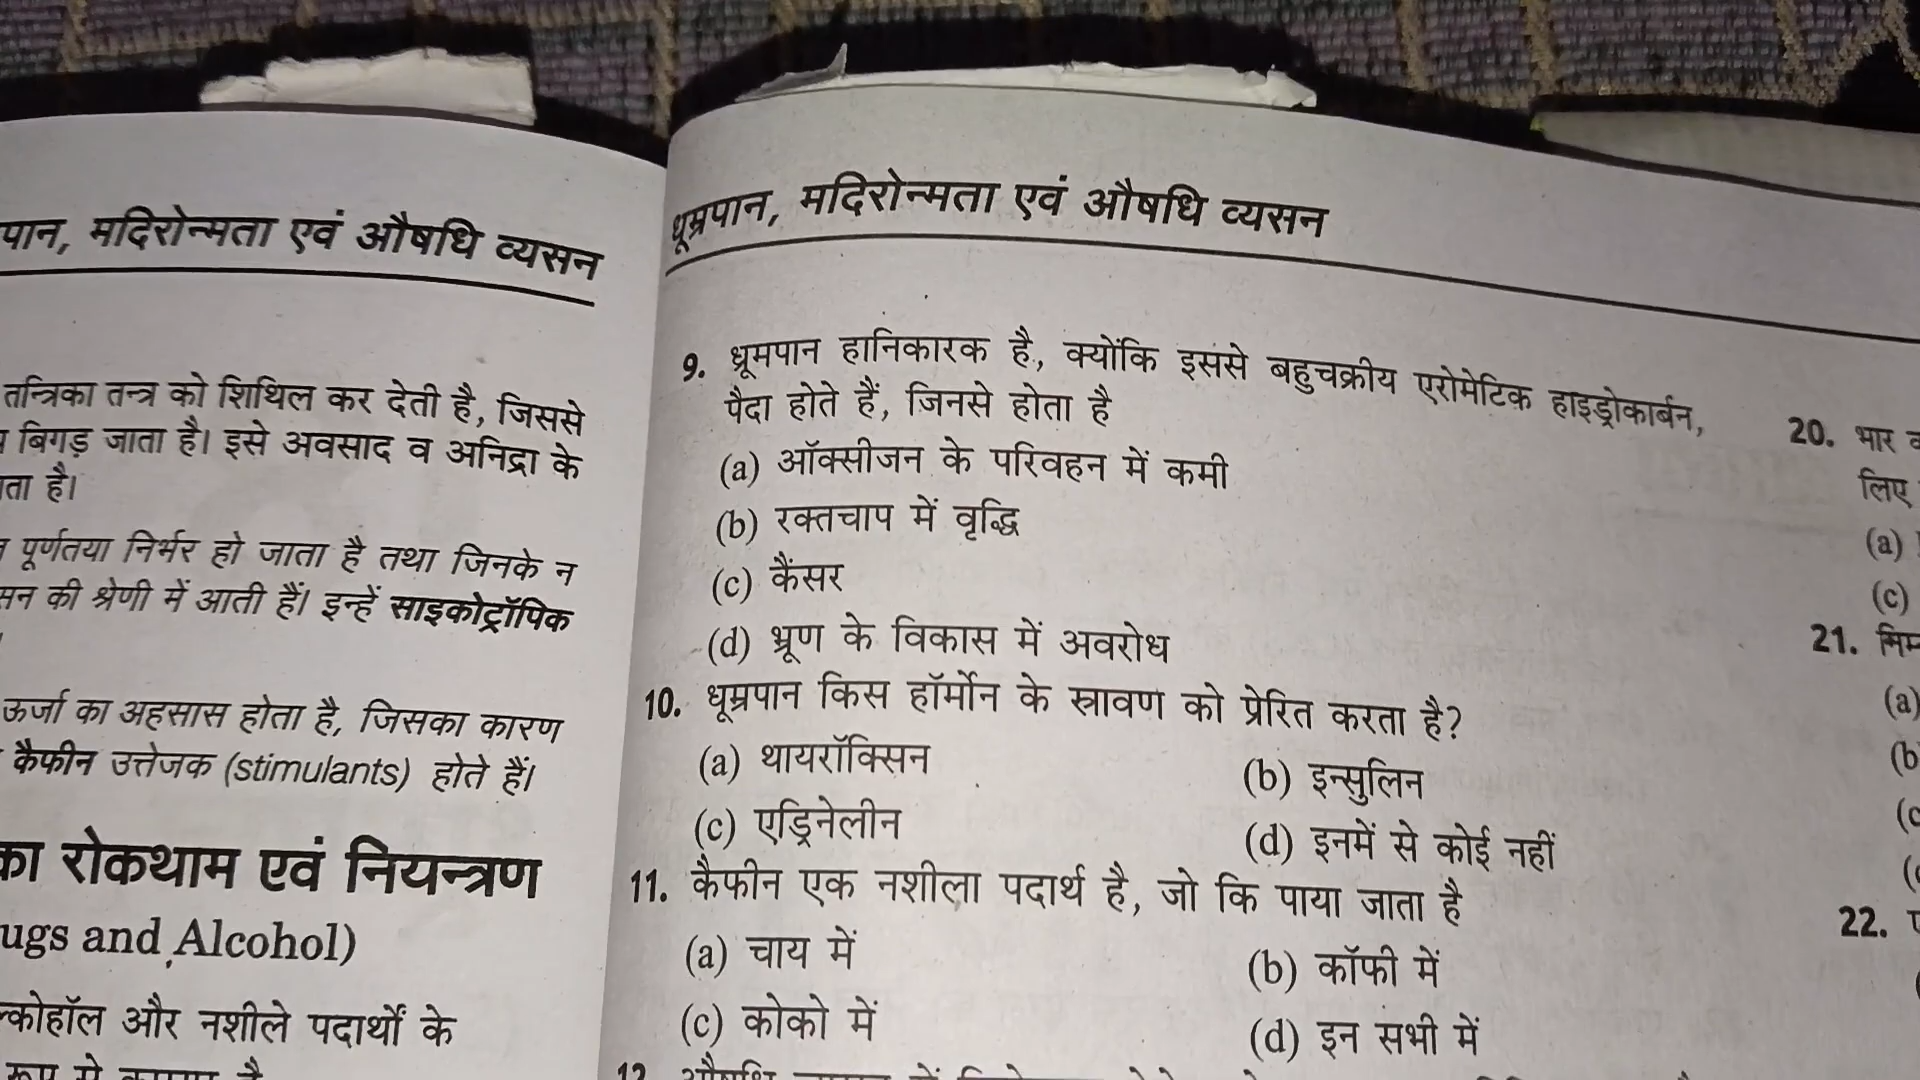 पान, मदिरोन्मता एवं औषधि व्यसन
तन्त्रिका तन्त्र को शिथिल कर देती है, जिससे
बिगड़ जाता है। इसे अवसाद व अनिद्रा के
है।
पूर्णतया निर्भर हो जाता है तथा जिनके न
की श्रेणी में आती हैं। इन्हें साइकोट्रॉपिक
ऊर्जा का अहसास होता है, जिसका कारण
कैफीन उत्तेजक (stimulants) होते हैं।
का रोकथाम एवं नियन्त्रण
ugs and Alcohol)
ल्कोहॉल और नशीले पदार्थों के
धूम्रपान, मदिरोन्मता एवं औषधि व्यसन
9. ध्रूमपान हानिकारक है, क्योंकि इससे बहुचक्रीय एरोमेटिक हाइड्रोकार्बन,
पैदा होते हैं, जिनसे होता है
(a) ऑक्सीजन के परिवहन में कमी
(b) रक्तचाप में वृद्धि
(c) कैंसर
(d) भ्रूण के विकास में अवरोध
10. धूम्रपान किस हॉर्मोन के स्रावण को प्रेरित करता है?
(a) थायरॉक्सिन (b) इन्सुलिन
(c) एड्रिनेलीन (d) इनमें से कोई नहीं
11. कैफीन एक नशीला पदार्थ है, जो कि पाया जाता है
(a) चाय में (b) कॉफी में
(c) कोको में (d) इन सभी में
20. भार
लिए
(a)
(c)
21.
(a)
(b
22.